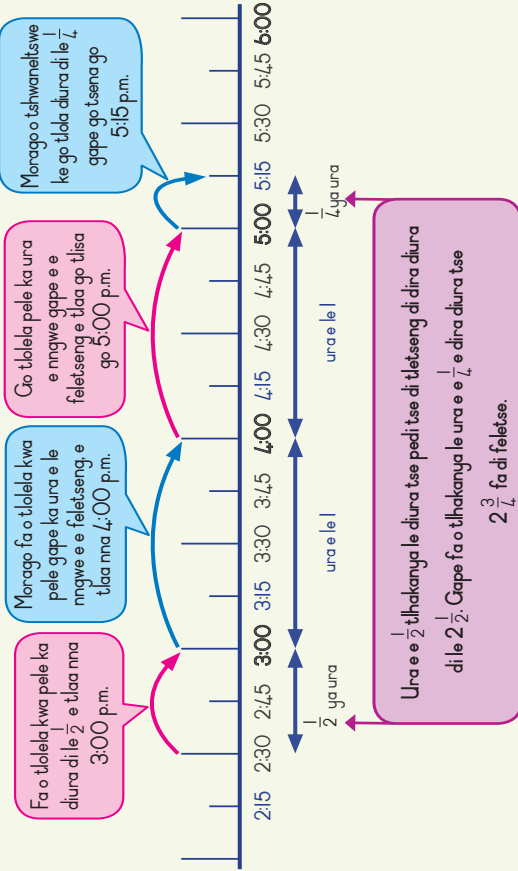 Fa o tlolela kwa pele ka
diura di le 1/2 e tlaa nna
3:00 p.m.
Morago fa o tlolela kwa
pele gape ka ura e le
nngwe e e feletseng, e
tlaa nna 4:00 p.m.
Go tlolela pele ka ura
e nngwe gape e e
feletseng e tlaa go tlisa
go 5:00 p.m.
Morago o tshwaneltswe
ke go tlola diura di le 1/4
gape go tsena go
5:15 p.m.
2:15 2:30 2:45 3:00 3:15 3:30 3:45 4:00 4:15 4:30 4:45 5:00 5:15 5:30 5:45 6:00
1/2 ya ura
ura e le 1
ura e le 1
1/4 ya ura
Ura e e 1/2 tlhakanya le diura tse pedi tse di tletseng di dira diura
di le 2 1/2. Gape fa o tlhakanya le ura e e 1/4 e dira diura tse
2 3/4 fa di feletse.